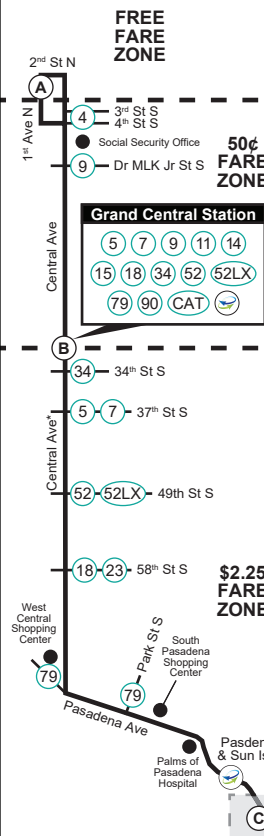 FREE
FARE
ZONE
2nd St N
A
1st Ave N
4
3rd St S
4th St S
Social Security Office
50¢
FARE
ZONE
9
Dr MLK Jr St S
Central Ave
Grand Central Station
5 7 9 11 14
15 18 34 52 52LX
79 90 CAT
B
34 34th St S
5 7 37th St S
Central Ave*
52 52LX 49th St S
18 23 58th St S
$2.25
FARE
ZONE
West
Central
Shopping
Center
79
Park St S
79
South
Pasadena
Shopping
Center
Pasadena Ave
Palms of
Pasadena
Hospital
Pasden
& Sun Is
C